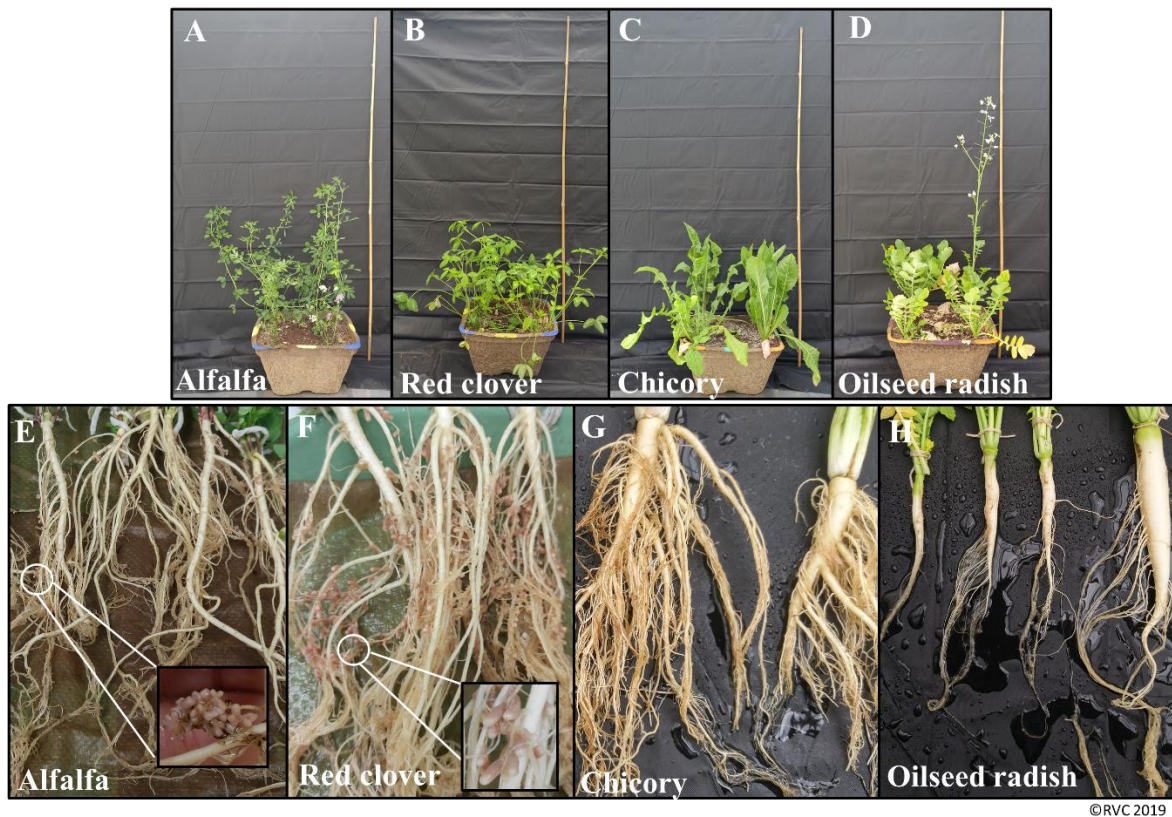 A
B
C
D
Alfalfa
Red clover
Chicory
Oilseed radish
E
F
G
H
Alfalfa
Red clover
Chicory
Oilseed radish
©RVC 2019